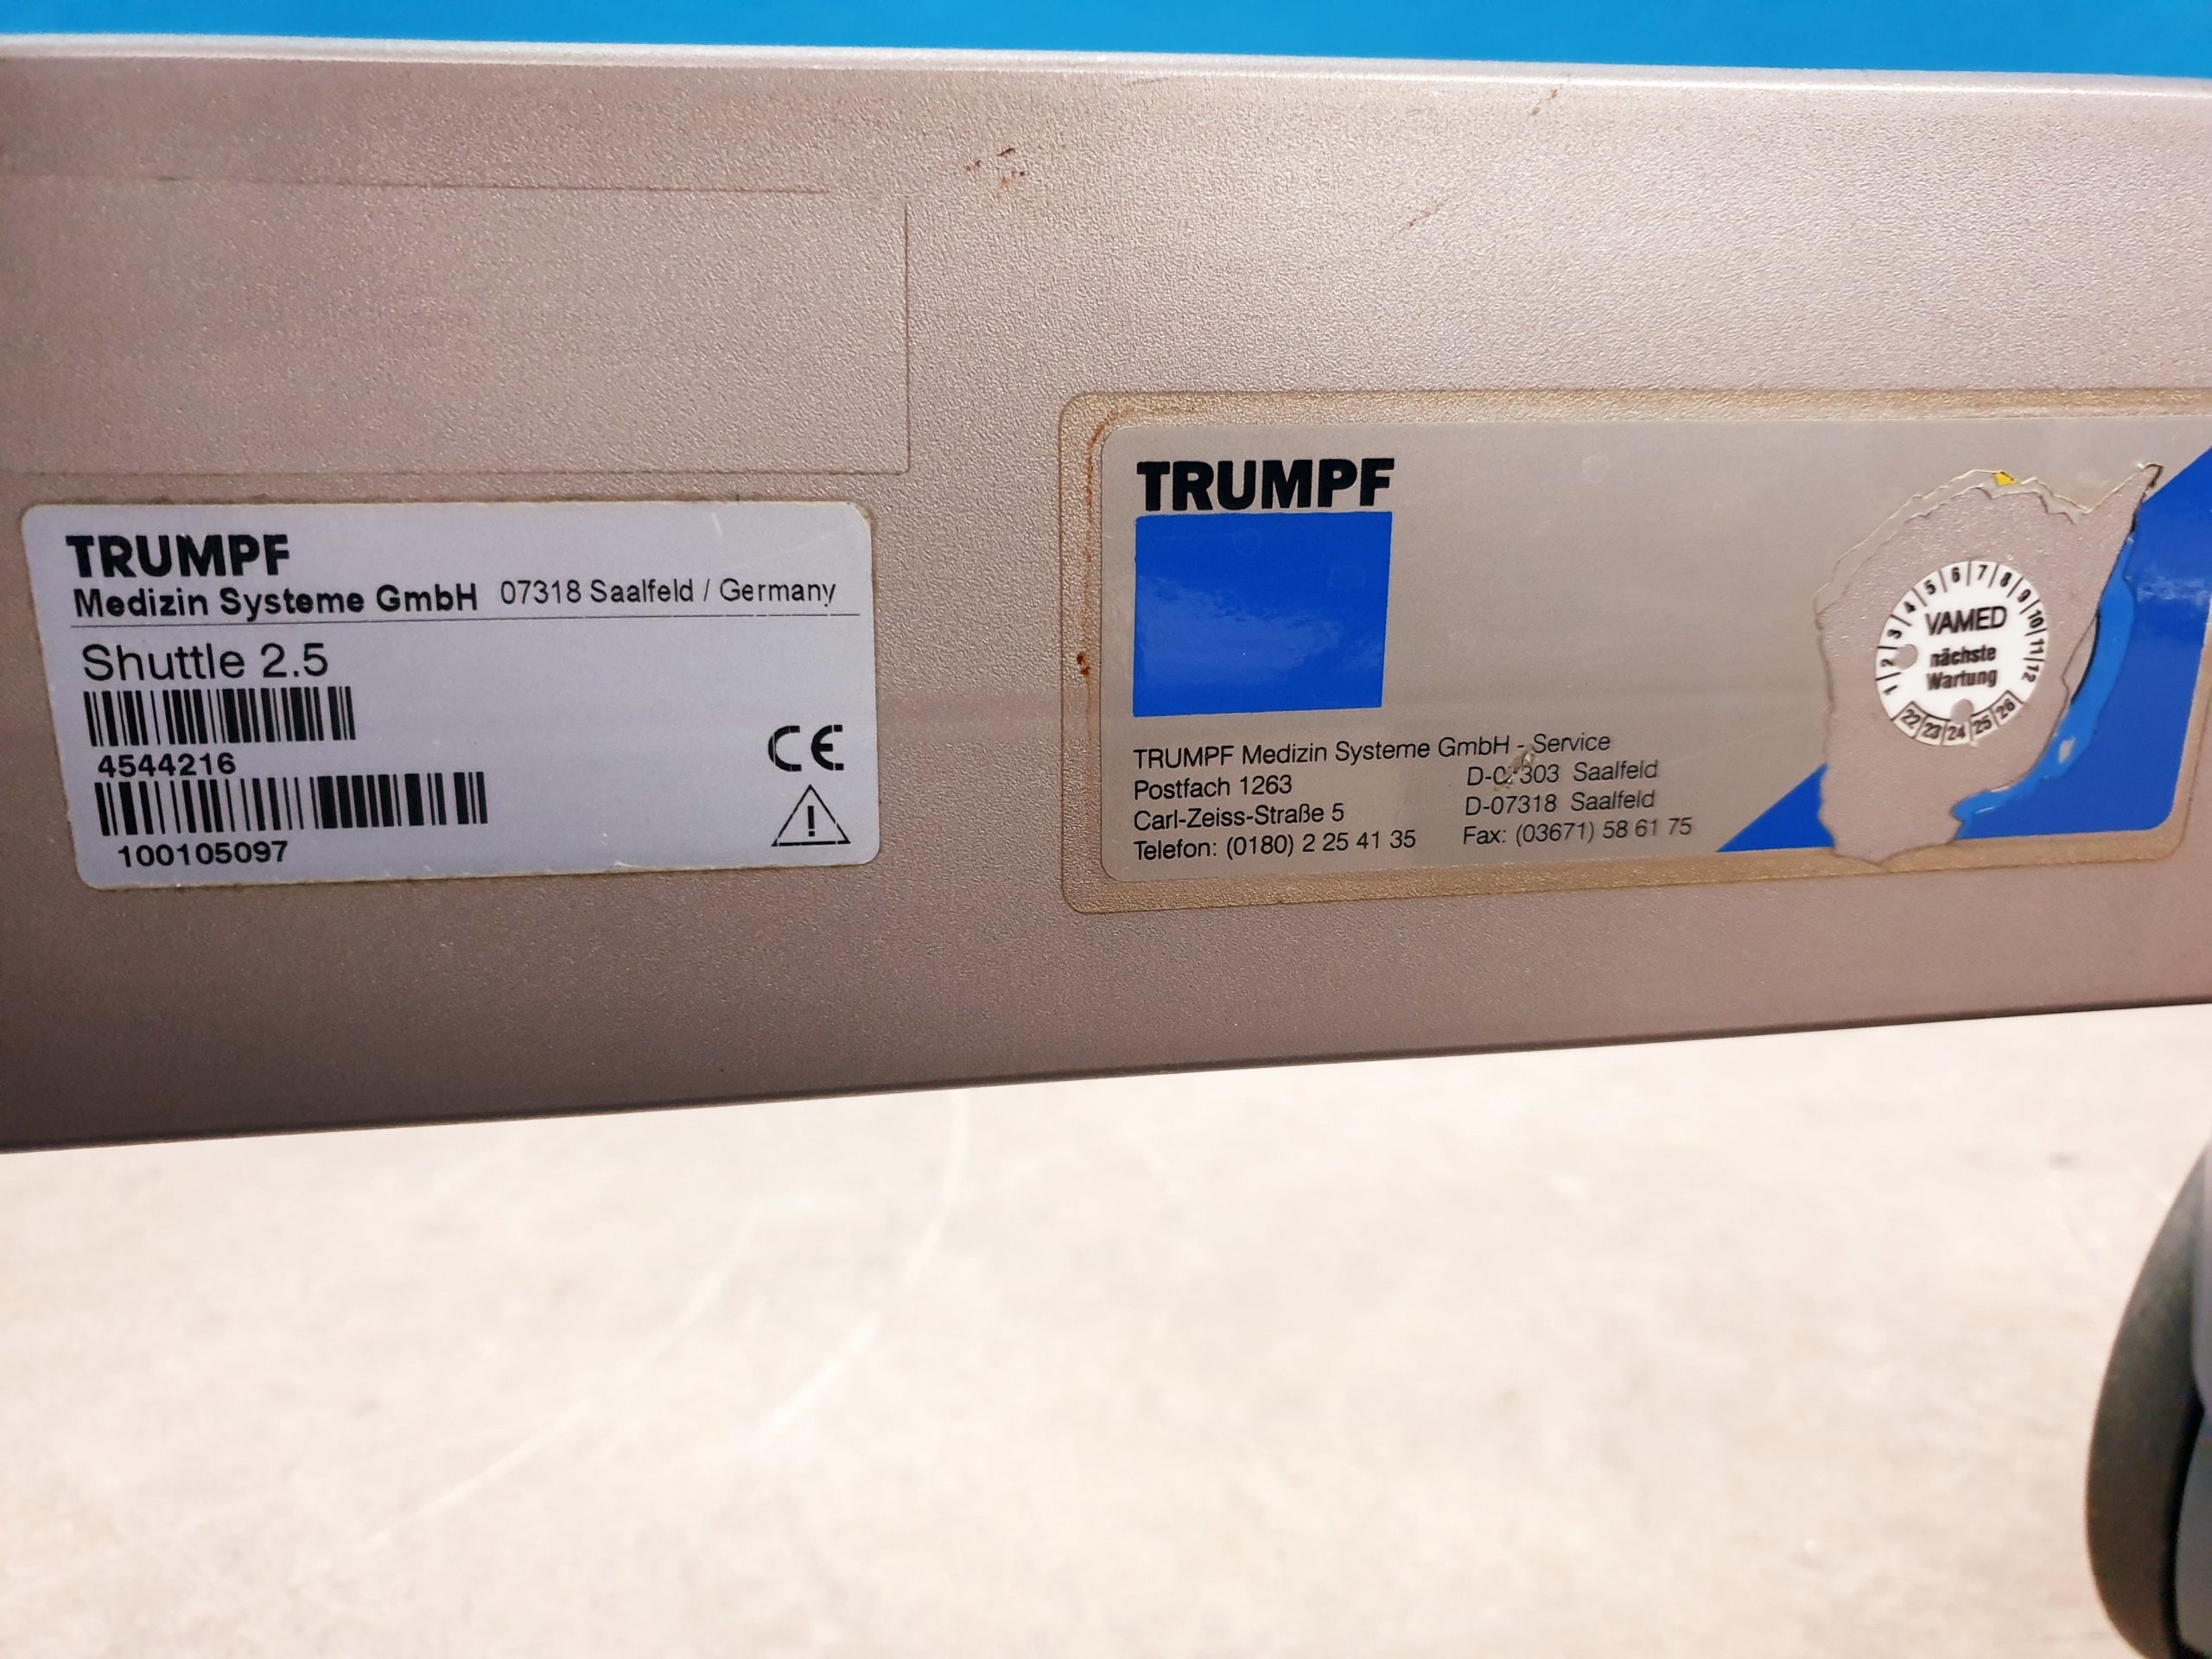 TRUMPF
Medizin Systeme GmbH 07318 Saalfeld / Germany
Shuttle 2.5
4544216
100105097
CE
!
TRUMPF
TRUMPF Medizin Systeme GmbH - Service
Postfach 1263 Saalfeld
Carl-Zeiss-Straße 5 D-07318 Saalfeld
Telefon: (0180) 2 25 41 35 Fax: (03671) 58 61 75
1 2 3 4 5 6 7 8 9 10 11 12
VAMED
nächste
Wartung
22 23 24 25 26